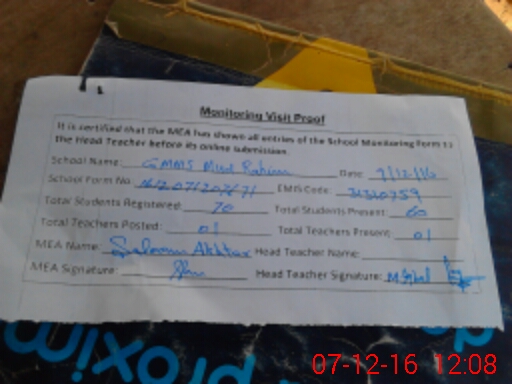 Monitoring Visit Proof
It is certified that the MEA has shown all entries of the School Monitoring Form to
the Head Teacher before its online submission.
School Name: GMMS Murad Rahim Date: 7/12/16
School Form No: EMIS Code:
Total Students Registered: 70 Total Students Present: 60
Total Teachers Posted: 01 Total Teachers Present: 01
MEA Name: Saleem Akhtar Head Teacher Name:
MEA Signature: Head Teacher Signature:
proxim
07-12-16 12:08